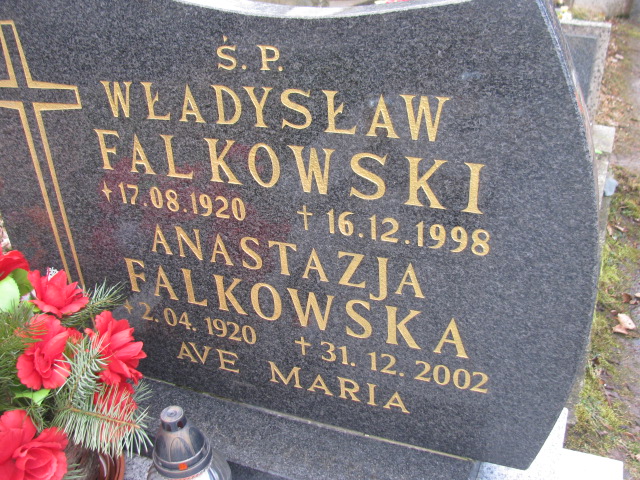 Ś.P.
WŁADYSŁAW
FALKOWSKI
*17.08.1920 †16.12.1998
ANASTAZJA
FALKOWSKA
*2.04.1920 †31.12.2002
AVE MARIA